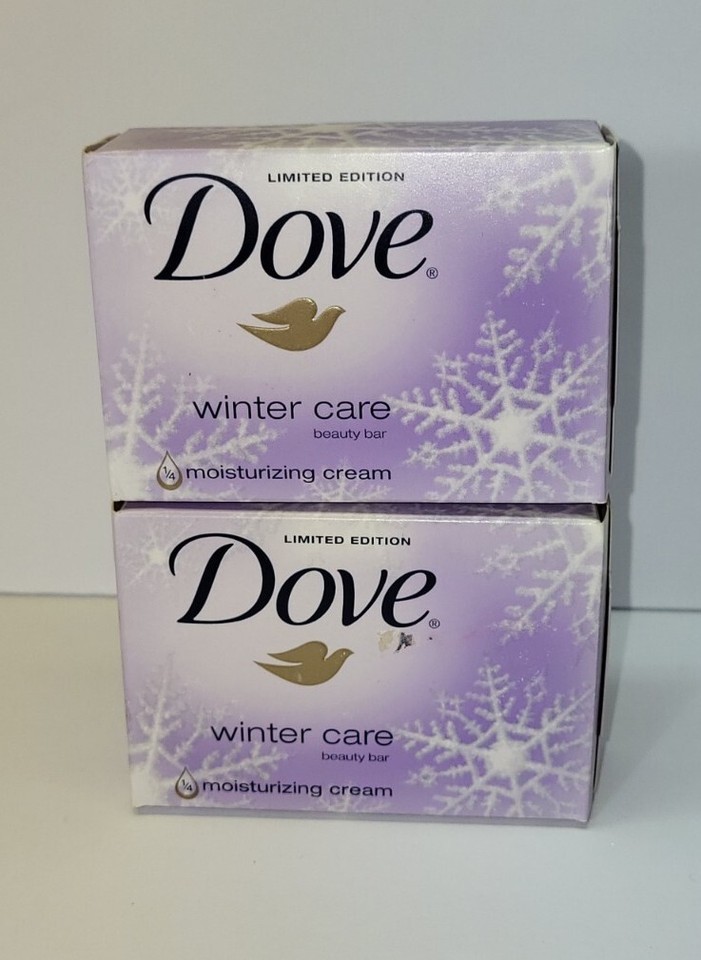 LIMITED EDITION
Dove®
winter care
beauty bar
¼ moisturizing cream
LIMITED EDITION
Dove®
winter care
beauty bar
¼ moisturizing cream